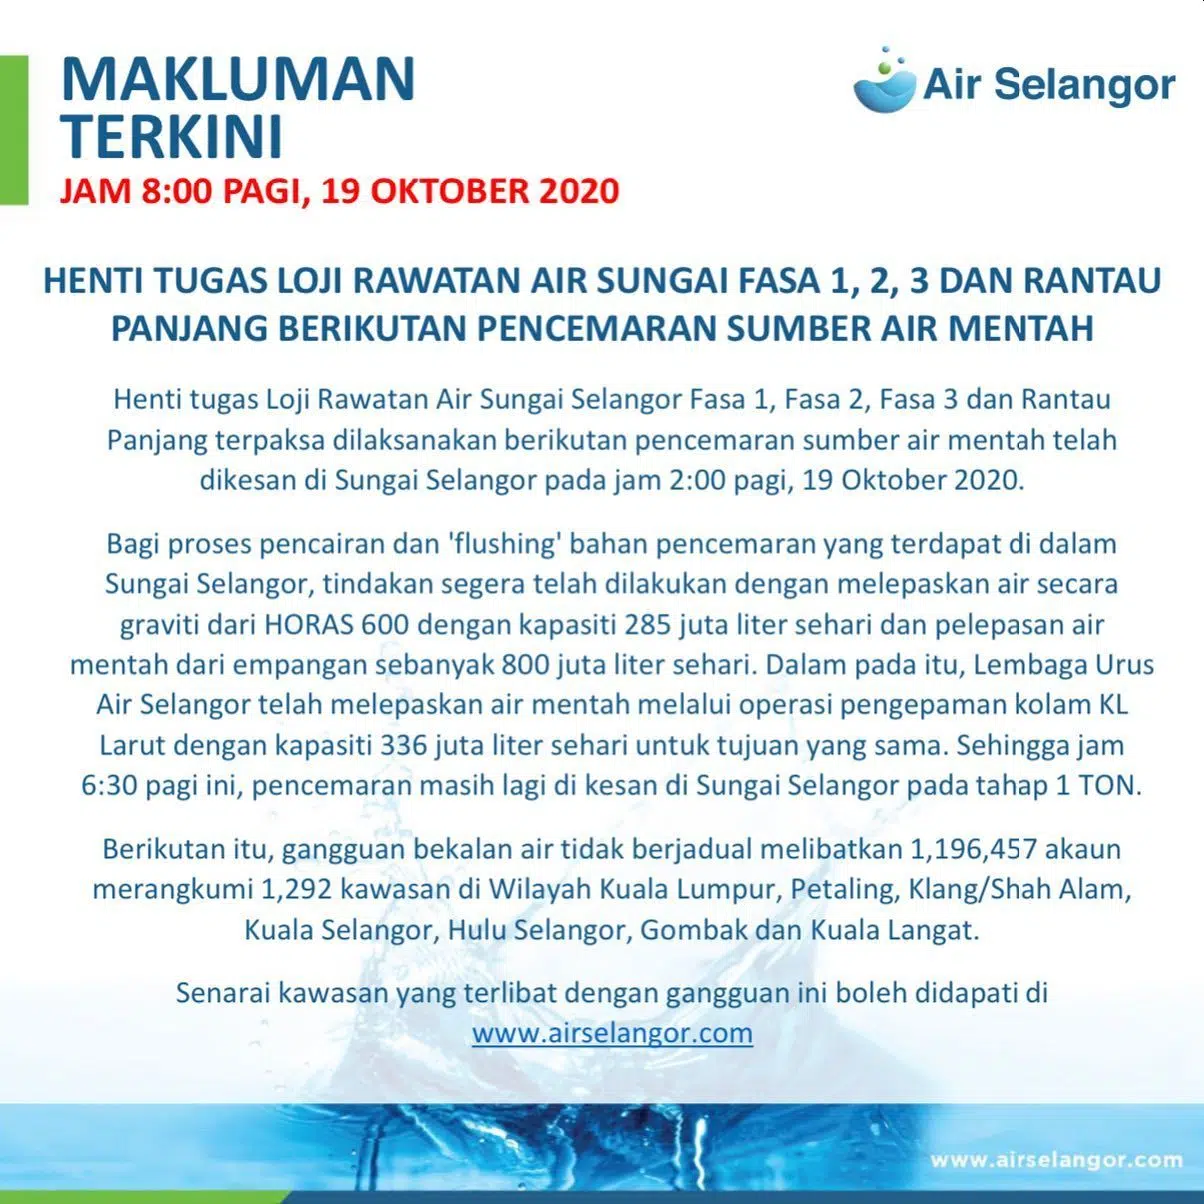 MAKLUMAN
TERKINI
JAM 8:00 PAGI, 19 OKTOBER 2020
Air Selangor
HENTI TUGAS LOJI RAWATAN AIR SUNGAI FASA 1, 2, 3 DAN RANTAU
PANJANG BERIKUTAN PENCEMARAN SUMBER AIR MENTAH
Henti tugas Loji Rawatan Air Sungai Selangor Fasa 1, Fasa 2, Fasa 3 dan Rantau
Panjang terpaksa dilaksanakan berikutan pencemaran sumber air mentah telah
dikesan di Sungai Selangor pada jam 2:00 pagi, 19 Oktober 2020.
Bagi proses pencairan dan 'flushing' bahan pencemaran yang terdapat di dalam
Sungai Selangor, tindakan segera telah dilakukan dengan melepaskan air secara
graviti dari HORAS 600 dengan kapasiti 285 juta liter sehari dan pelepasan air
mentah dari empangan sebanyak 800 juta liter sehari. Dalam pada itu, Lembaga Urus
Air Selangor telah melepaskan air mentah melalui operasi pengepaman kolam KL
Larut dengan kapasiti 336 juta liter sehari untuk tujuan yang sama. Sehingga jam
6:30 pagi ini, pencemaran masih lagi di kesan di Sungai Selangor pada tahap 1 TON.
Berikutan itu, gangguan bekalan air tidak berjadual melibatkan 1,196,457 akaun
merangkumi 1,292 kawasan di Wilayah Kuala Lumpur, Petaling, Klang/Shah Alam,
Kuala Selangor, Hulu Selangor, Gombak dan Kuala Langat.
Senarai kawasan yang terlibat dengan gangguan ini boleh didapati di
www.airselangor.com
www.airselangor.com